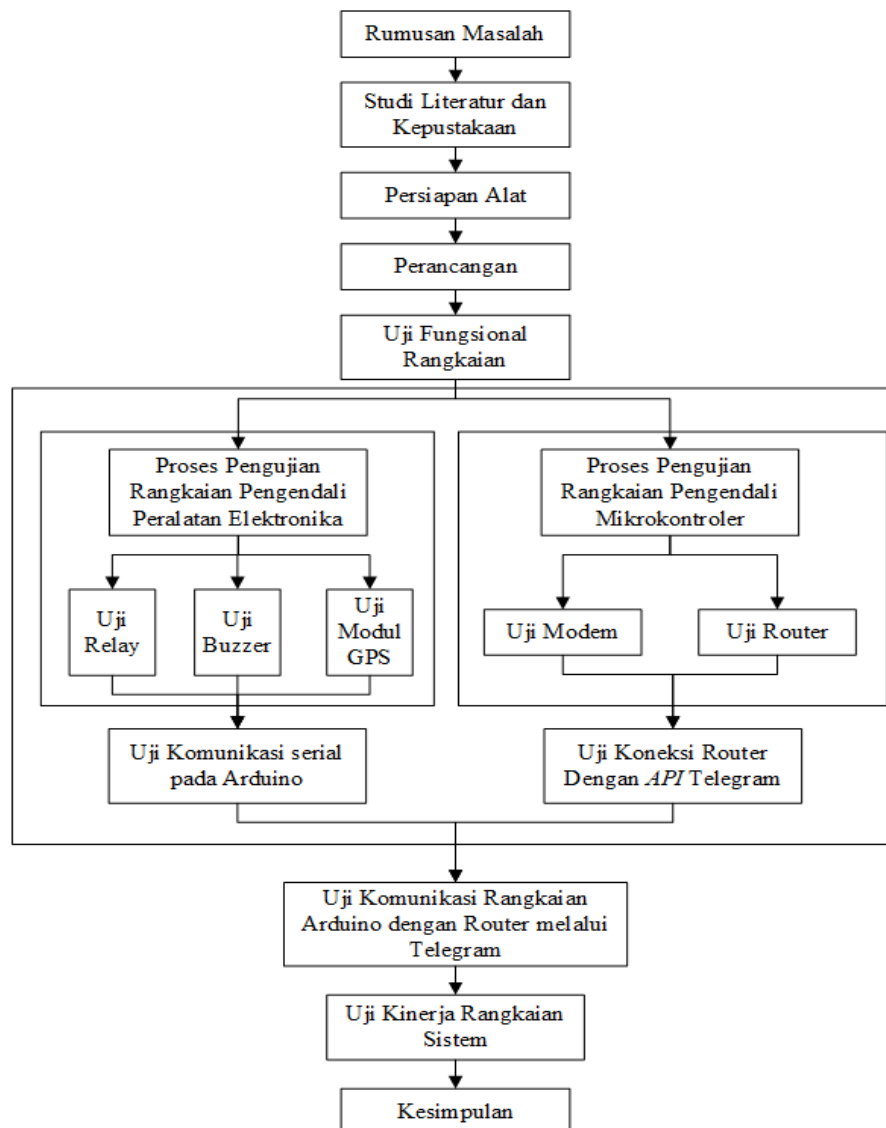 Rumusan Masalah
Studi Literatur dan
Kepustakaan
Persiapan Alat
Perancangan
Uji Fungsional
Rangkaian
Proses Pengujian
Rangkaian Pengendali
Peralatan Elektronika
Proses Pengujian
Rangkaian Pengendali
Mikrokontroler
Uji
Relay
Uji
Buzzer
Uji
Modul
GPS
Uji Modem
Uji Router
Uji Komunikasi serial
pada Arduino
Uji Koneksi Router
Dengan API Telegram
Uji Komunikasi Rangkaian
Arduino dengan Router melalui
Telegram
Uji Kinerja Rangkaian
Sistem
Kesimpulan